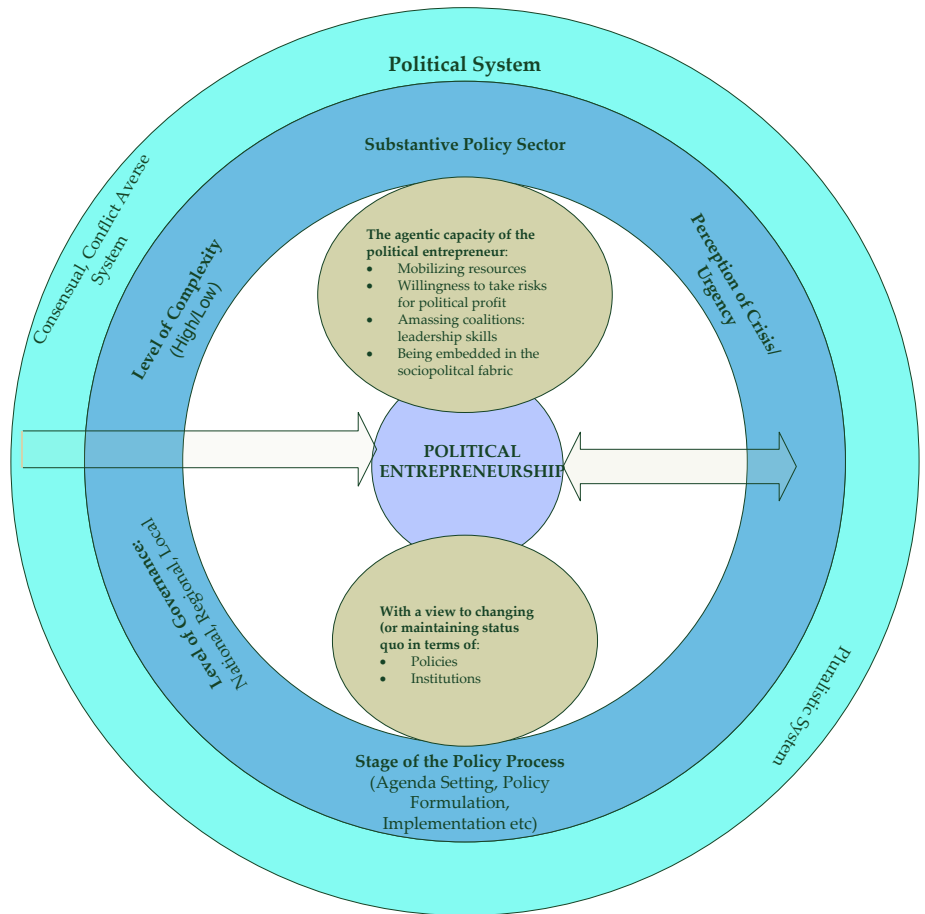 Political System
Substantive Policy Sector
Consensual, Conflict Averse
System
Level of Complexity
(High/Low)
Perception of Crisis/
Urgency
The agentic capacity of the
political entrepreneur:
• Mobilizing resources
• Willingness to take risks
for political profit
• Amassing coalitions:
leadership skills
• Being embedded in the
sociopolitcal fabric
POLITICAL
ENTREPRENEURSHIP
Level of Governance:
National, Regional, Local
With a view to changing
(or maintaining status
quo in terms of:
• Policies
• Institutions
Pluralistic System
Stage of the Policy Process
(Agenda Setting, Policy
Formulation,
Implementation etc)